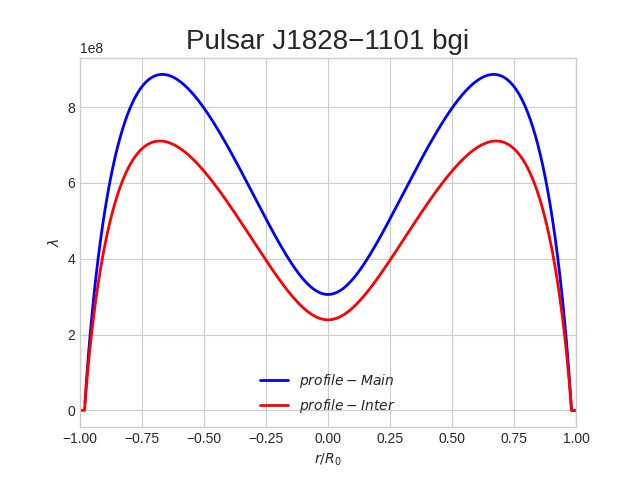 Pulsar J1828−1101 bgi
1e8
8
6
4
2
0
λ
profile − Main
profile − Inter
−1.00 −0.75 −0.50 −0.25 0.00 0.25 0.50 0.75 1.00
r/R₀